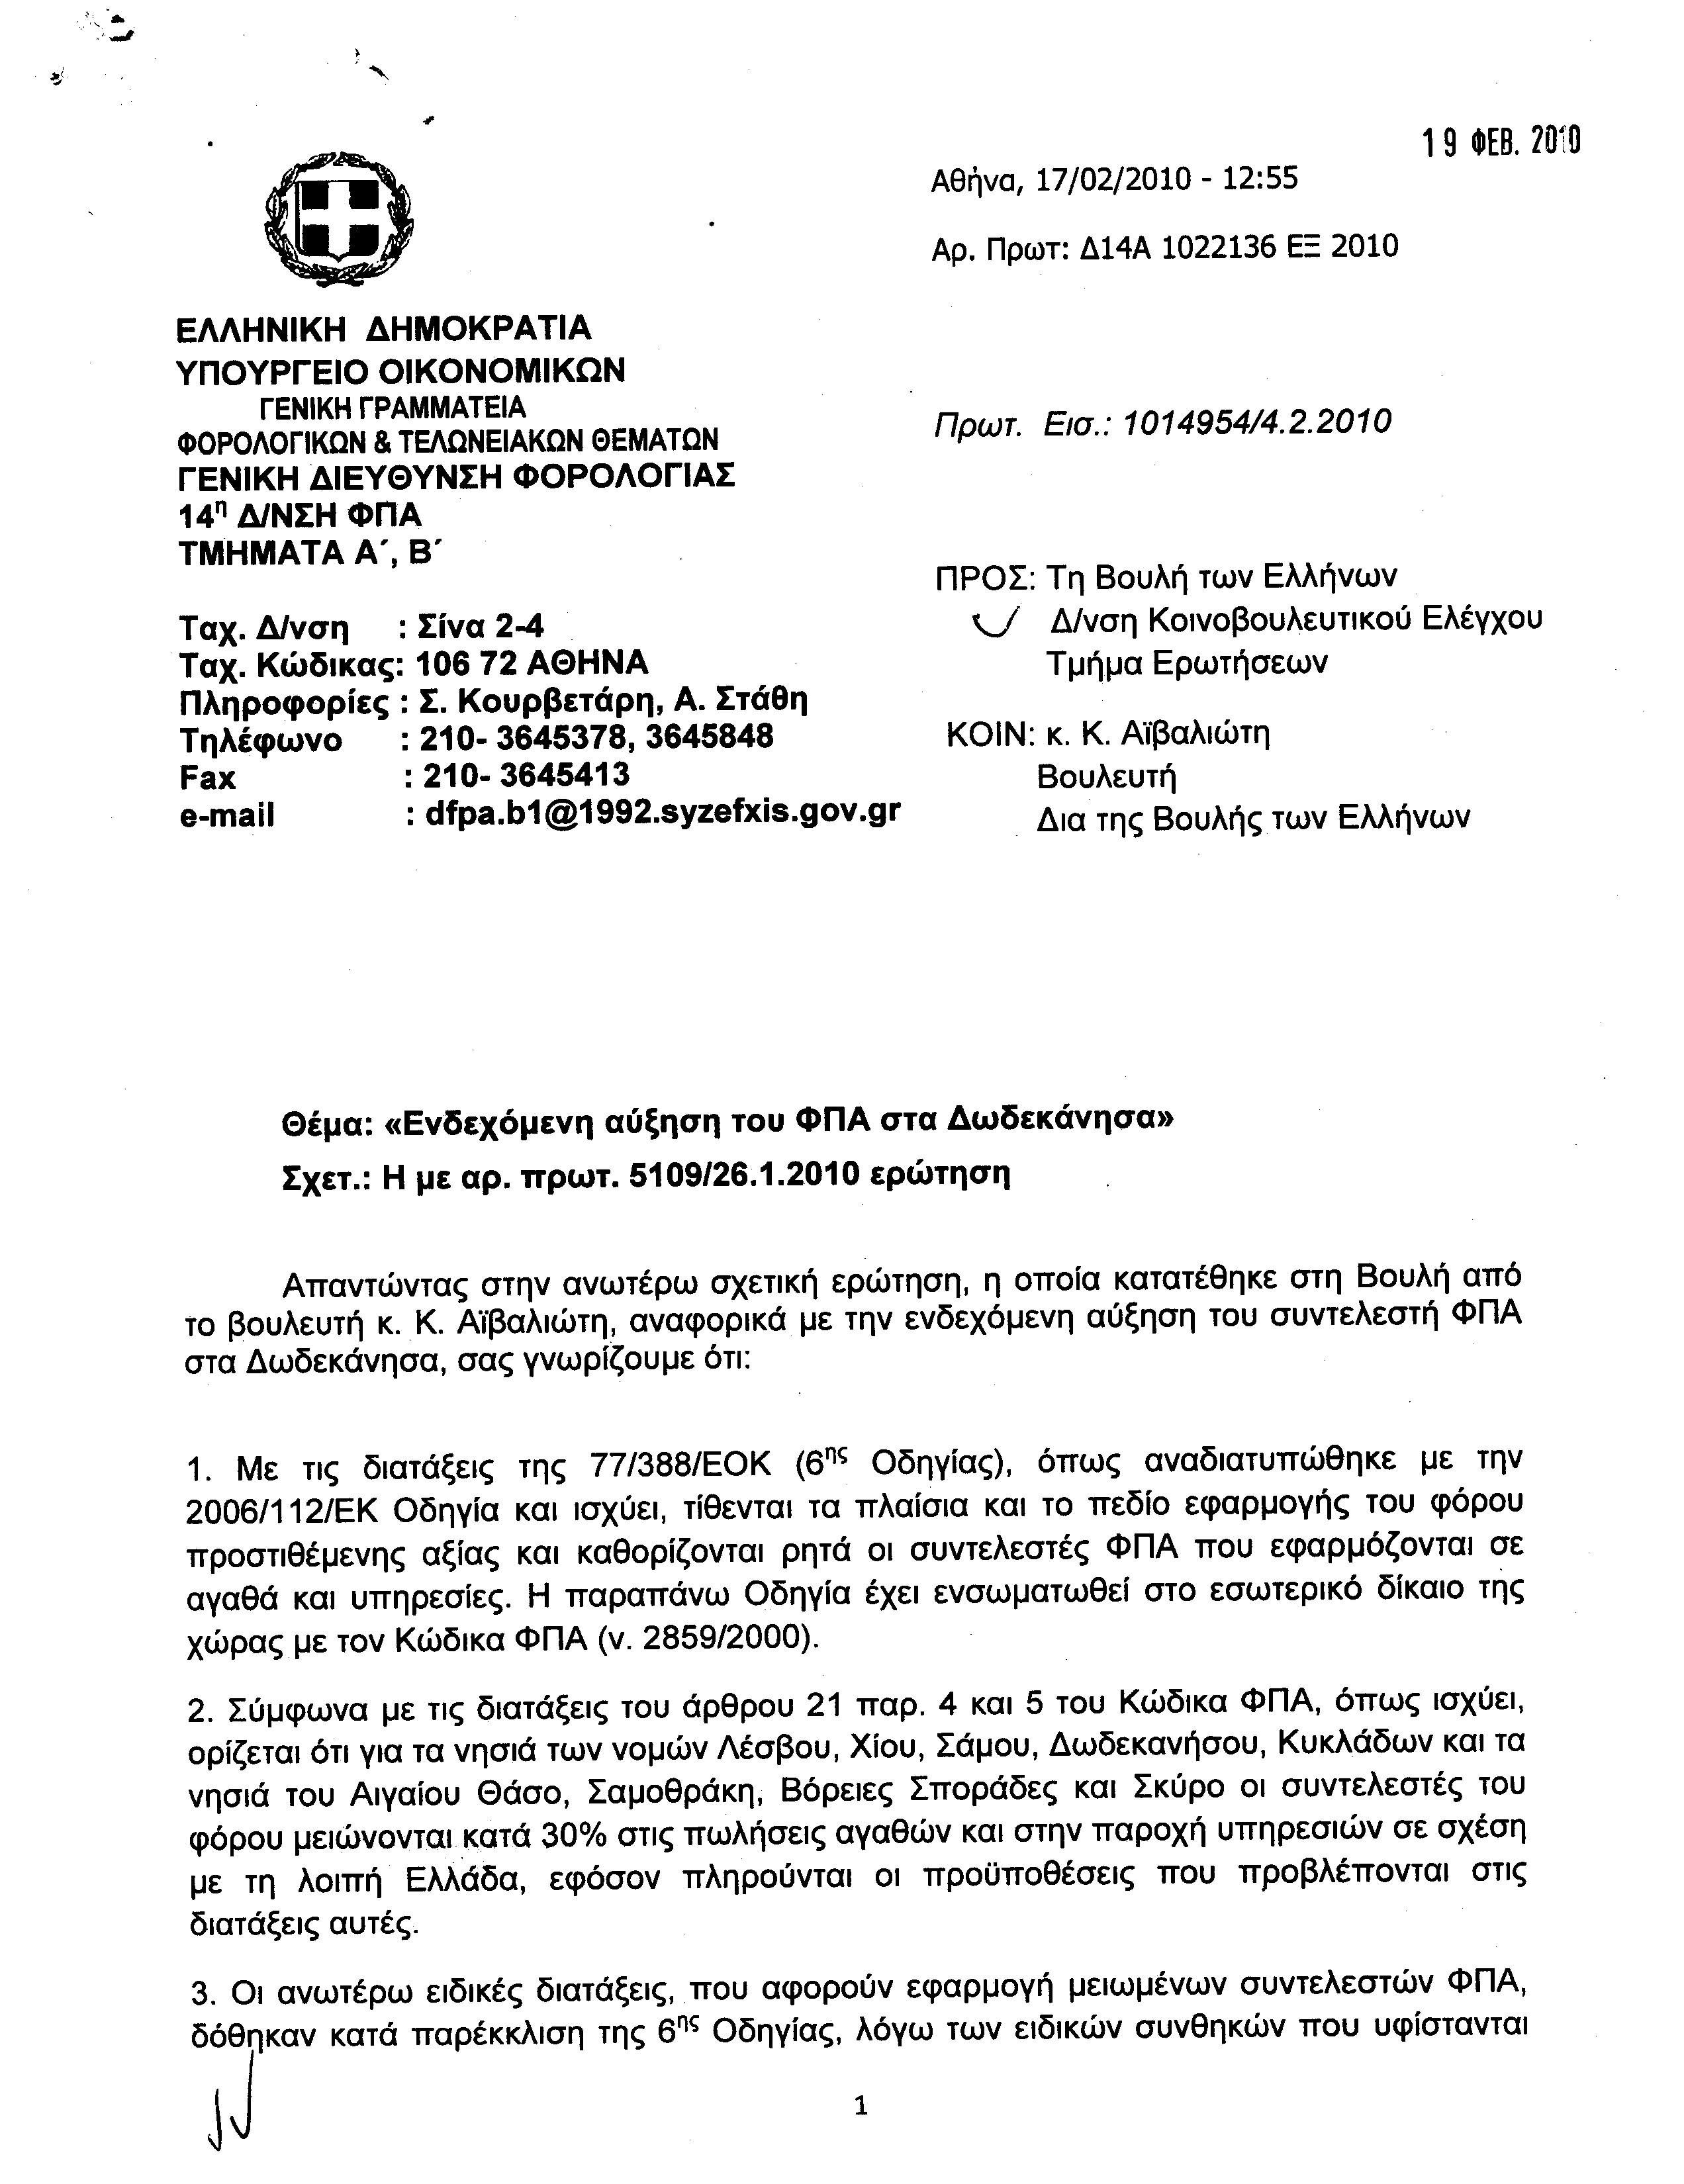 19 ΦΕΒ. 2010
Αθήνα, 17/02/2010 - 12:55
Αρ. Πρωτ: Δ14Α 1022136 ΕΞ 2010
ΕΛΛΗΝΙΚΗ ΔΗΜΟΚΡΑΤΙΑ
ΥΠΟΥΡΓΕΙΟ ΟΙΚΟΝΟΜΙΚΩΝ
ΓΕΝΙΚΗ ΓΡΑΜΜΑΤΕΙΑ
ΦΟΡΟΛΟΓΙΚΩΝ & ΤΕΛΩΝΕΙΑΚΩΝ ΘΕΜΑΤΩΝ
ΓΕΝΙΚΗ ΔΙΕΥΘΥΝΣΗ ΦΟΡΟΛΟΓΙΑΣ
14η Δ/ΝΣΗ ΦΠΑ
ΤΜΗΜΑΤΑ Α΄, Β΄
Πρωτ. Εισ.: 1014954/4.2.2010
Ταχ. Δ/νση : Σίνα 2-4
Ταχ. Κώδικας: 106 72 ΑΘΗΝΑ
Πληροφορίες : Σ. Κουρβετάρη, Α. Στάθη
Τηλέφωνο : 210- 3645378, 3645848
Fax : 210- 3645413
e-mail : dfpa.b1@1992.syzefxis.gov.gr
ΠΡΟΣ: Τη Βουλή των Ελλήνων
Δ/νση Κοινοβουλευτικού Ελέγχου
Τμήμα Ερωτήσεων
ΚΟΙΝ: κ. Κ. Αϊβαλιώτη
Βουλευτή
Δια της Βουλής των Ελλήνων
Θέμα: «Ενδεχόμενη αύξηση του ΦΠΑ στα Δωδεκάνησα»
Σχετ.: Η με αρ. πρωτ. 5109/26.1.2010 ερώτηση
Απαντώντας στην ανωτέρω σχετική ερώτηση, η οποία κατατέθηκε στη Βουλή από
το βουλευτή κ. Κ. Αϊβαλιώτη, αναφορικά με την ενδεχόμενη αύξηση του συντελεστή ΦΠΑ
στα Δωδεκάνησα, σας γνωρίζουμε ότι:
1. Με τις διατάξεις της 77/388/ΕΟΚ (6ης Οδηγίας), όπως αναδιατυπώθηκε με την
2006/112/ΕΚ Οδηγία και ισχύει, τίθενται τα πλαίσια και το πεδίο εφαρμογής του φόρου
προστιθέμενης αξίας και καθορίζονται ρητά οι συντελεστές ΦΠΑ που εφαρμόζονται σε
αγαθά και υπηρεσίες. Η παραπάνω Οδηγία έχει ενσωματωθεί στο εσωτερικό δίκαιο της
χώρας με τον Κώδικα ΦΠΑ (ν. 2859/2000).
2. Σύμφωνα με τις διατάξεις του άρθρου 21 παρ. 4 και 5 του Κώδικα ΦΠΑ, όπως ισχύει,
ορίζεται ότι για τα νησιά των νομών Λέσβου, Χίου, Σάμου, Δωδεκανήσου, Κυκλάδων και τα
νησιά του Αιγαίου Θάσο, Σαμοθράκη, Βόρειες Σποράδες και Σκύρο οι συντελεστές του
φόρου μειώνονται κατά 30% στις πωλήσεις αγαθών και στην παροχή υπηρεσιών σε σχέση
με τη λοιπή Ελλάδα, εφόσον πληρούνται οι προϋποθέσεις που προβλέπονται στις
διατάξεις αυτές.
3. Οι ανωτέρω ειδικές διατάξεις, που αφορούν εφαρμογή μειωμένων συντελεστών ΦΠΑ,
δόθηκαν κατά παρέκκλιση της 6ης Οδηγίας, λόγω των ειδικών συνθηκών που υφίστανται
1